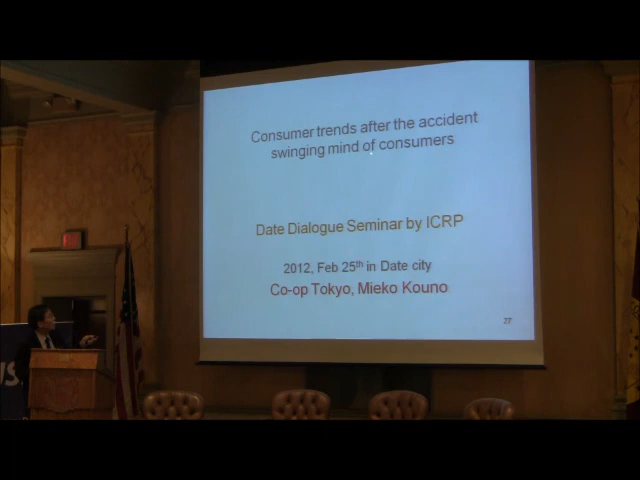 Consumer trends after the accident
swinging mind of consumers
Date Dialogue Seminar by ICRP
2012, Feb 25th in Date city
Co-op Tokyo, Mieko Kouno
27